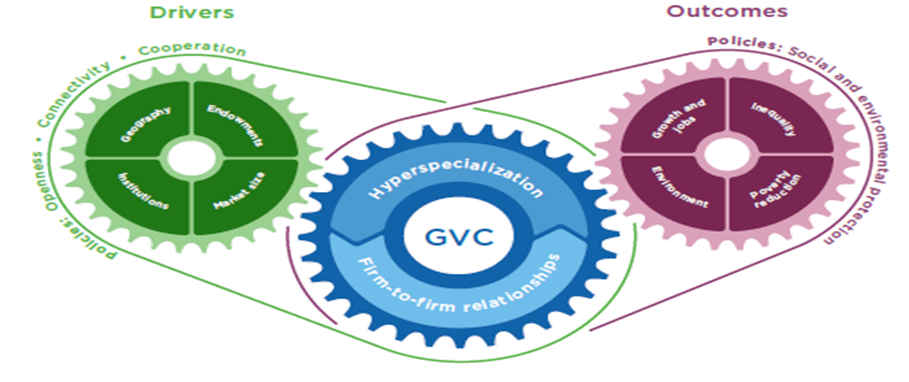 Drivers
Outcomes
Policies: Openness • Connectivity • Cooperation
Policies: Social and environmental protection
Geography
Endowments
Institutions
Market size
Hyperspecialization
GVC
Firm-to-firm relationships
Growth and
jobs
Inequality
Environment
Poverty
reduction